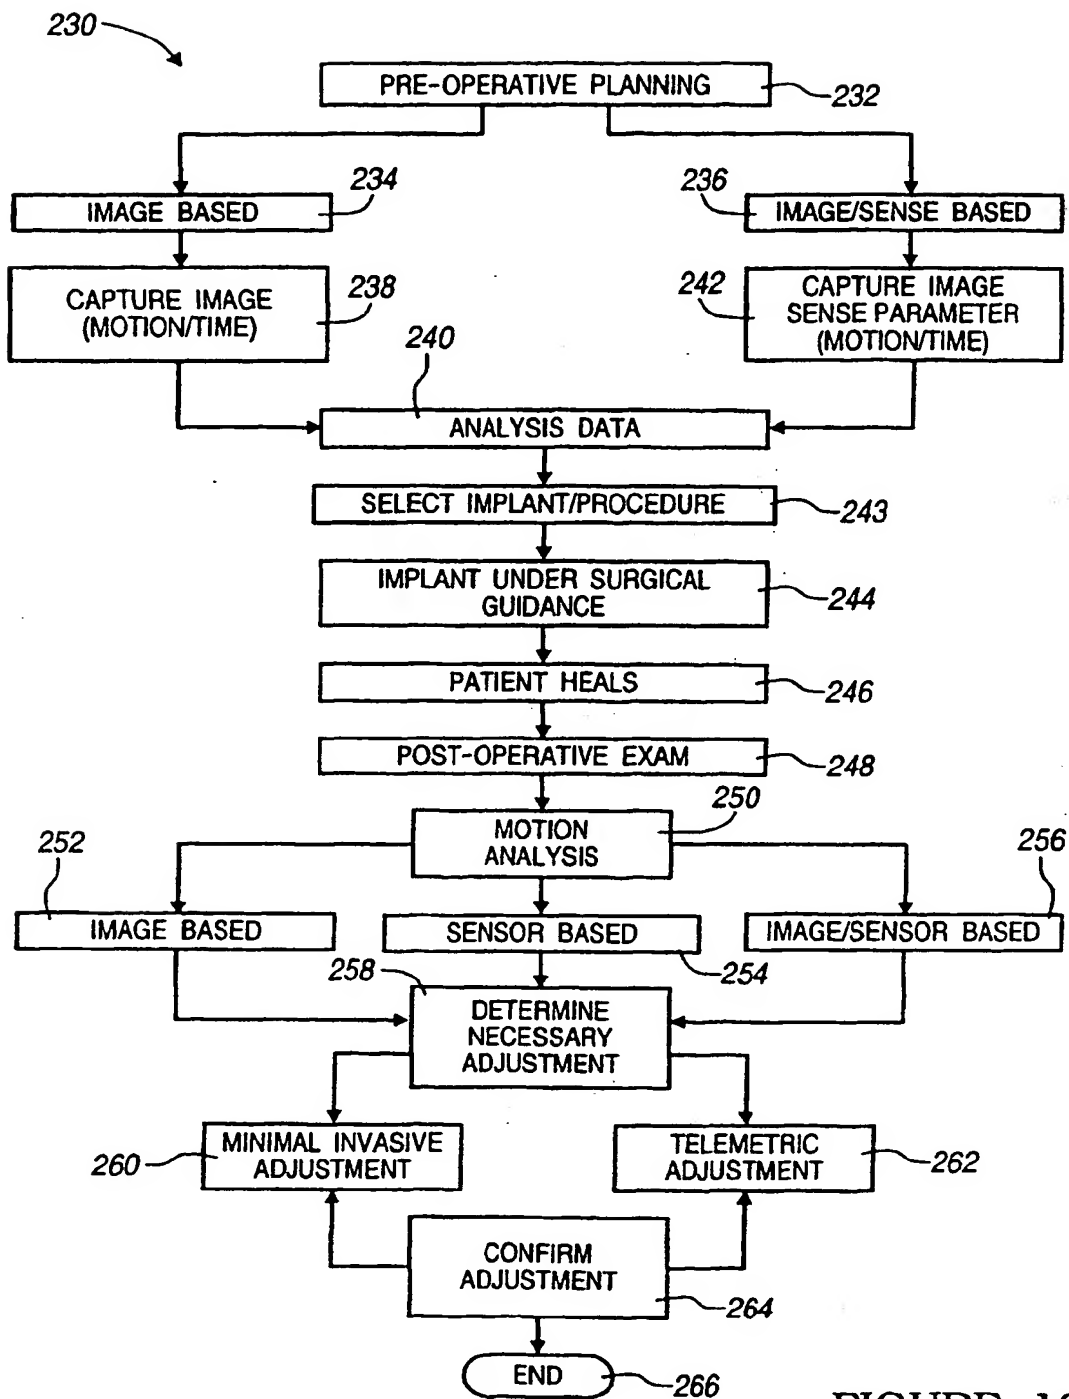 230
PRE-OPERATIVE PLANNING
232
234
236
IMAGE BASED
IMAGE/SENSE BASED
CAPTURE IMAGE
(MOTION/TIME)
238
242
CAPTURE IMAGE
SENSE PARAMETER
(MOTION/TIME)
240
ANALYSIS DATA
SELECT IMPLANT/PROCEDURE
243
IMPLANT UNDER SURGICAL
GUIDANCE
244
PATIENT HEALS
246
POST-OPERATIVE EXAM
248
MOTION
ANALYSIS
250
252
256
IMAGE BASED
SENSOR BASED
IMAGE/SENSOR BASED
254
258
DETERMINE
NECESSARY
ADJUSTMENT
MINIMAL INVASIVE
ADJUSTMENT
260
TELEMETRIC
ADJUSTMENT
262
CONFIRM
ADJUSTMENT
264
END
266